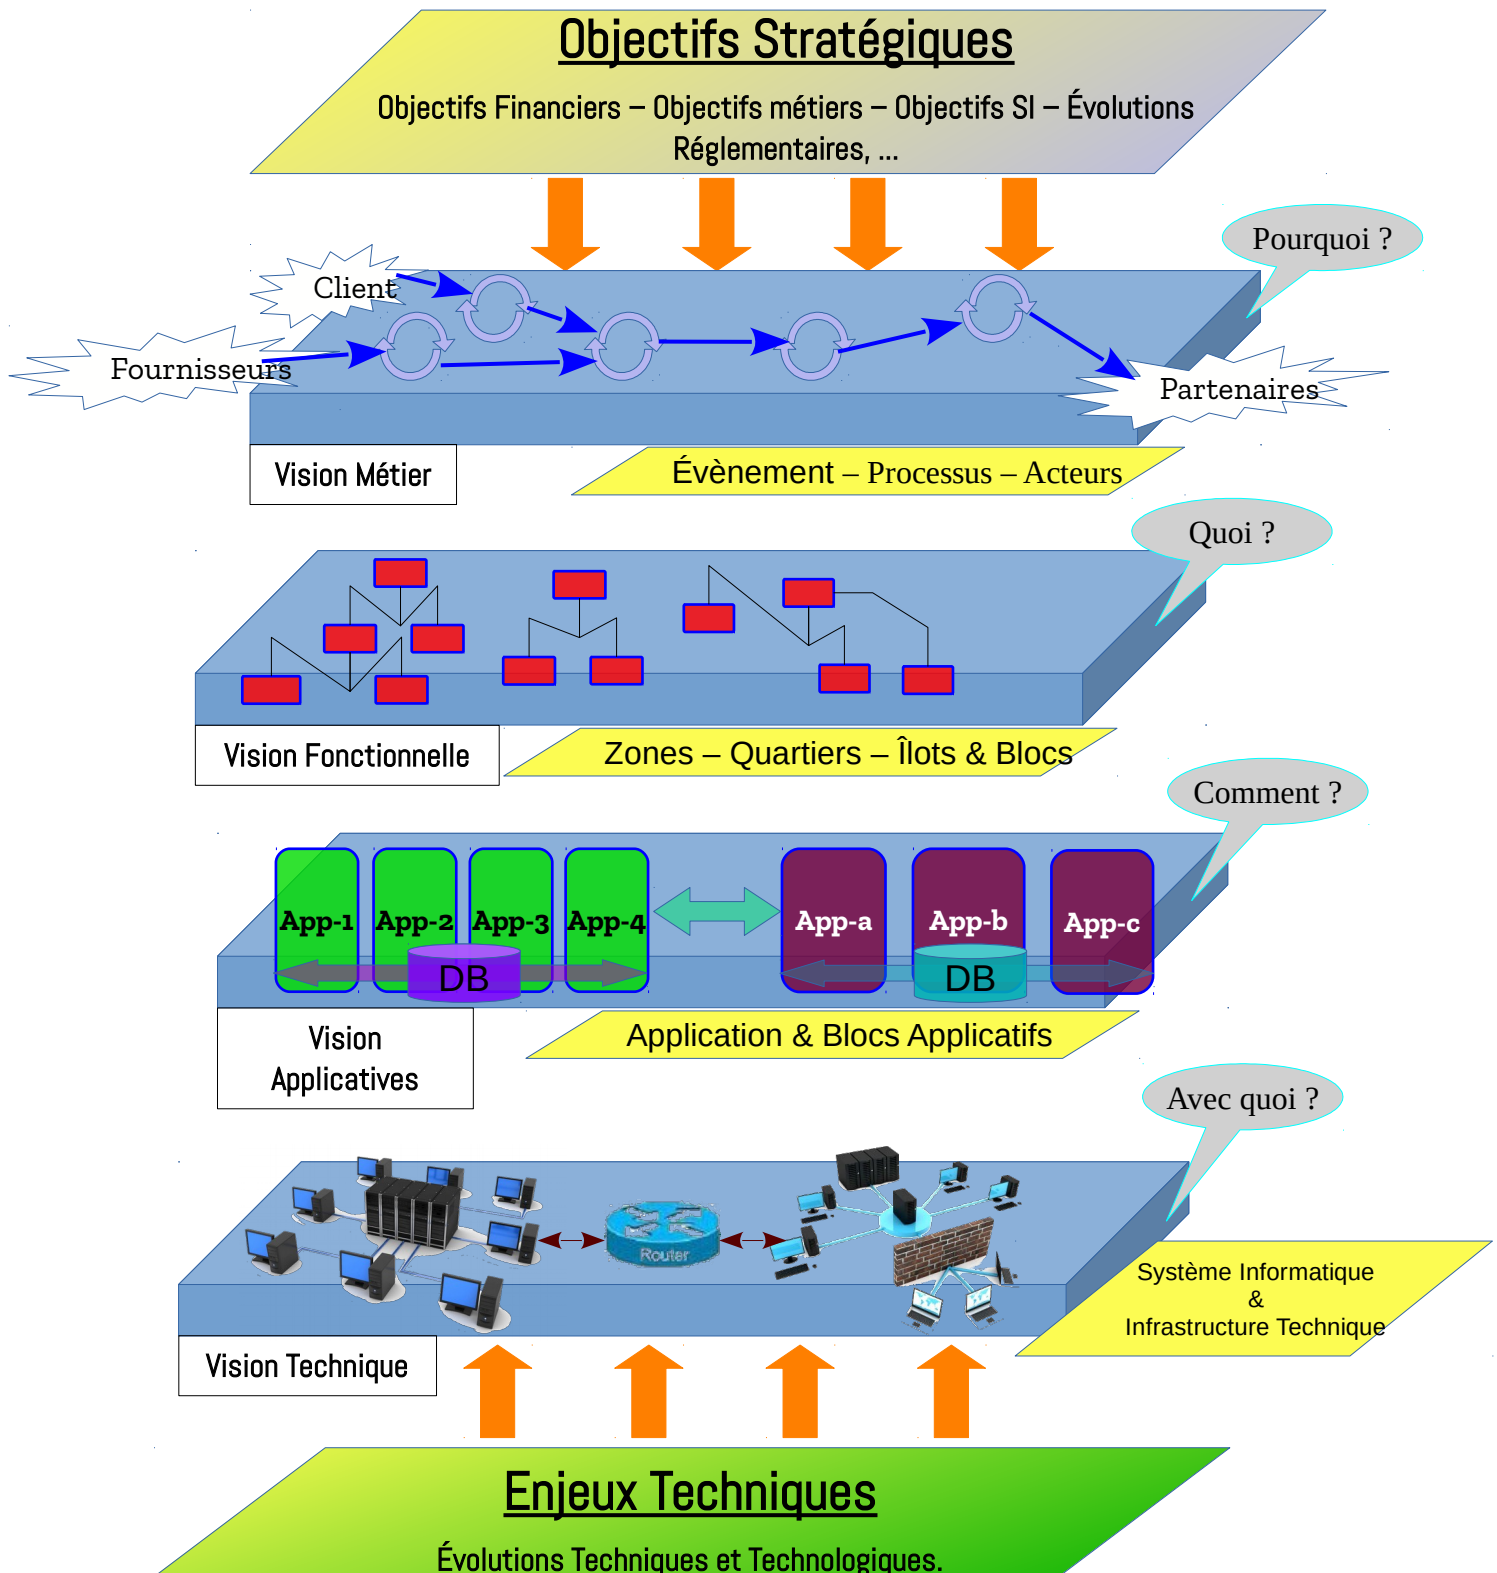 Objectifs Stratégiques
Objectifs Financiers – Objectifs métiers – Objectifs SI – Évolutions
Réglementaires, ...
Pourquoi ?
Client
Fournisseurs
Partenaires
Vision Métier
Évènement – Processus – Acteurs
Quoi ?
Vision Fonctionnelle
Zones – Quartiers – Îlots & Blocs
Comment ?
App-1
App-2
App-3
App-4
App-a
App-b
App-c
DB
DB
Vision
Applicatives
Application & Blocs Applicatifs
Avec quoi ?
Router
Système Informatique
&
Infrastructure Technique
Vision Technique
Enjeux Techniques
Évolutions Techniques et Technologiques.